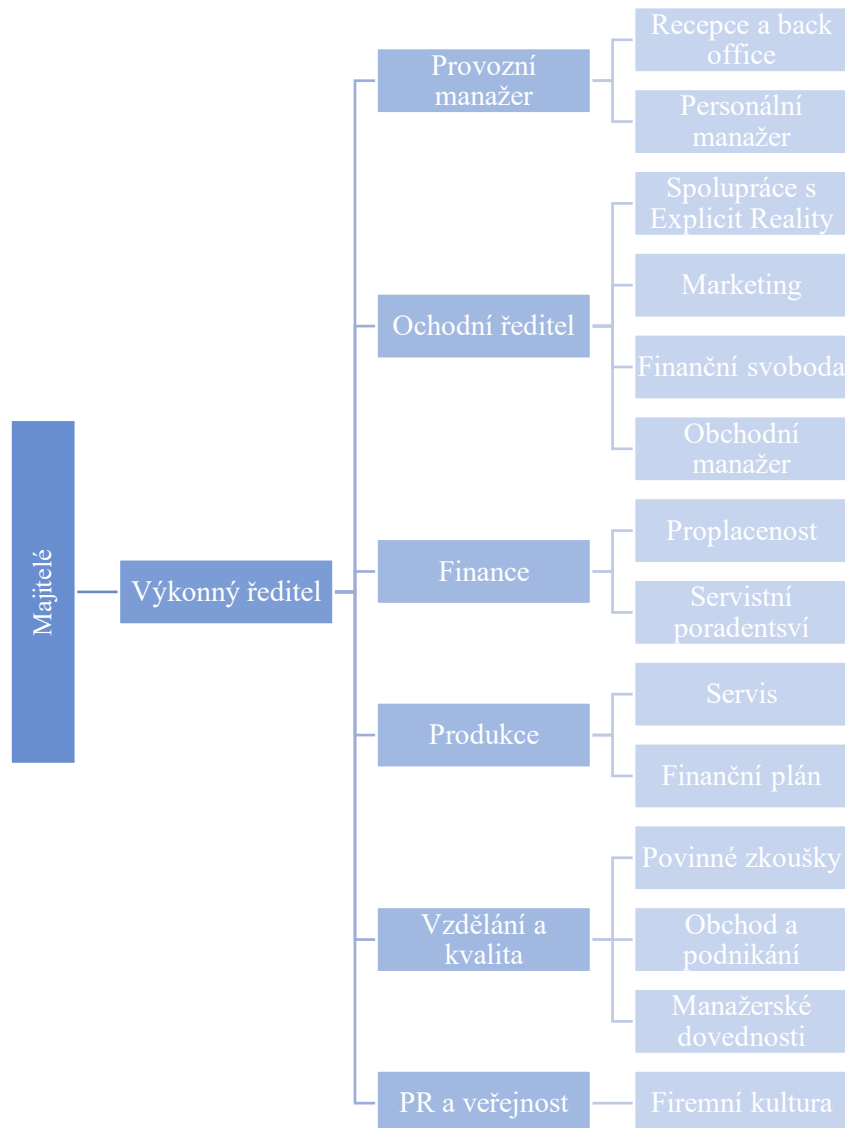 Majitelé
Výkonný ředitel
Provozní
manažer
Recepce a back
office
Personální
manažer
Ochodní ředitel
Spolupráce s
Explicit Reality
Marketing
Finanční svoboda
Obchodní
manažer
Finance
Proplacenost
Servistní
poradentsví
Produkce
Servis
Finanční plán
Vzdělání a
kvalita
Povinné zkoušky
Obchod a
podnikání
Manažerské
dovednosti
PR a veřejnost
Firemní kultura